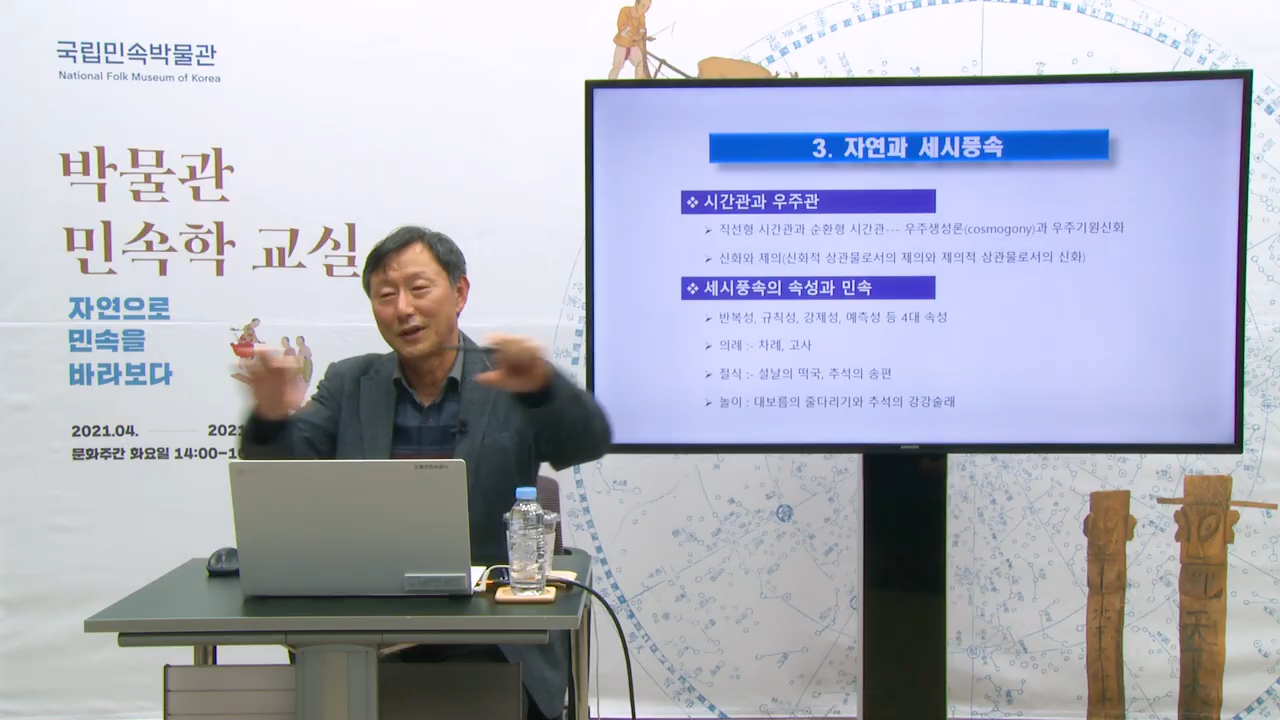 국립민속박물관
National Folk Museum of Korea
박물관
민속학 교실
자연으로
민속을
바라보다
2021.04.
2021
문화주간 화요일 14:00-1
3. 자연과 세시풍속
❖ 시간관과 우주관
➢ 직선형 시간관과 순환형 시간관--- 우주생성론(cosmogony)과 우주기원신화
➢ 신화와 제의(신화적 상관물로서의 제의와 제의적 상관물로서의 신화)
❖ 세시풍속의 속성과 민속
➢ 반복성, 규칙성, 강제성, 예측성 등 4대 속성
➢ 의례 :- 차례, 고사
➢ 절식 :- 설날의 떡국, 추석의 송편
➢ 놀이 : 대보름의 줄다리기와 추석의 강강술래